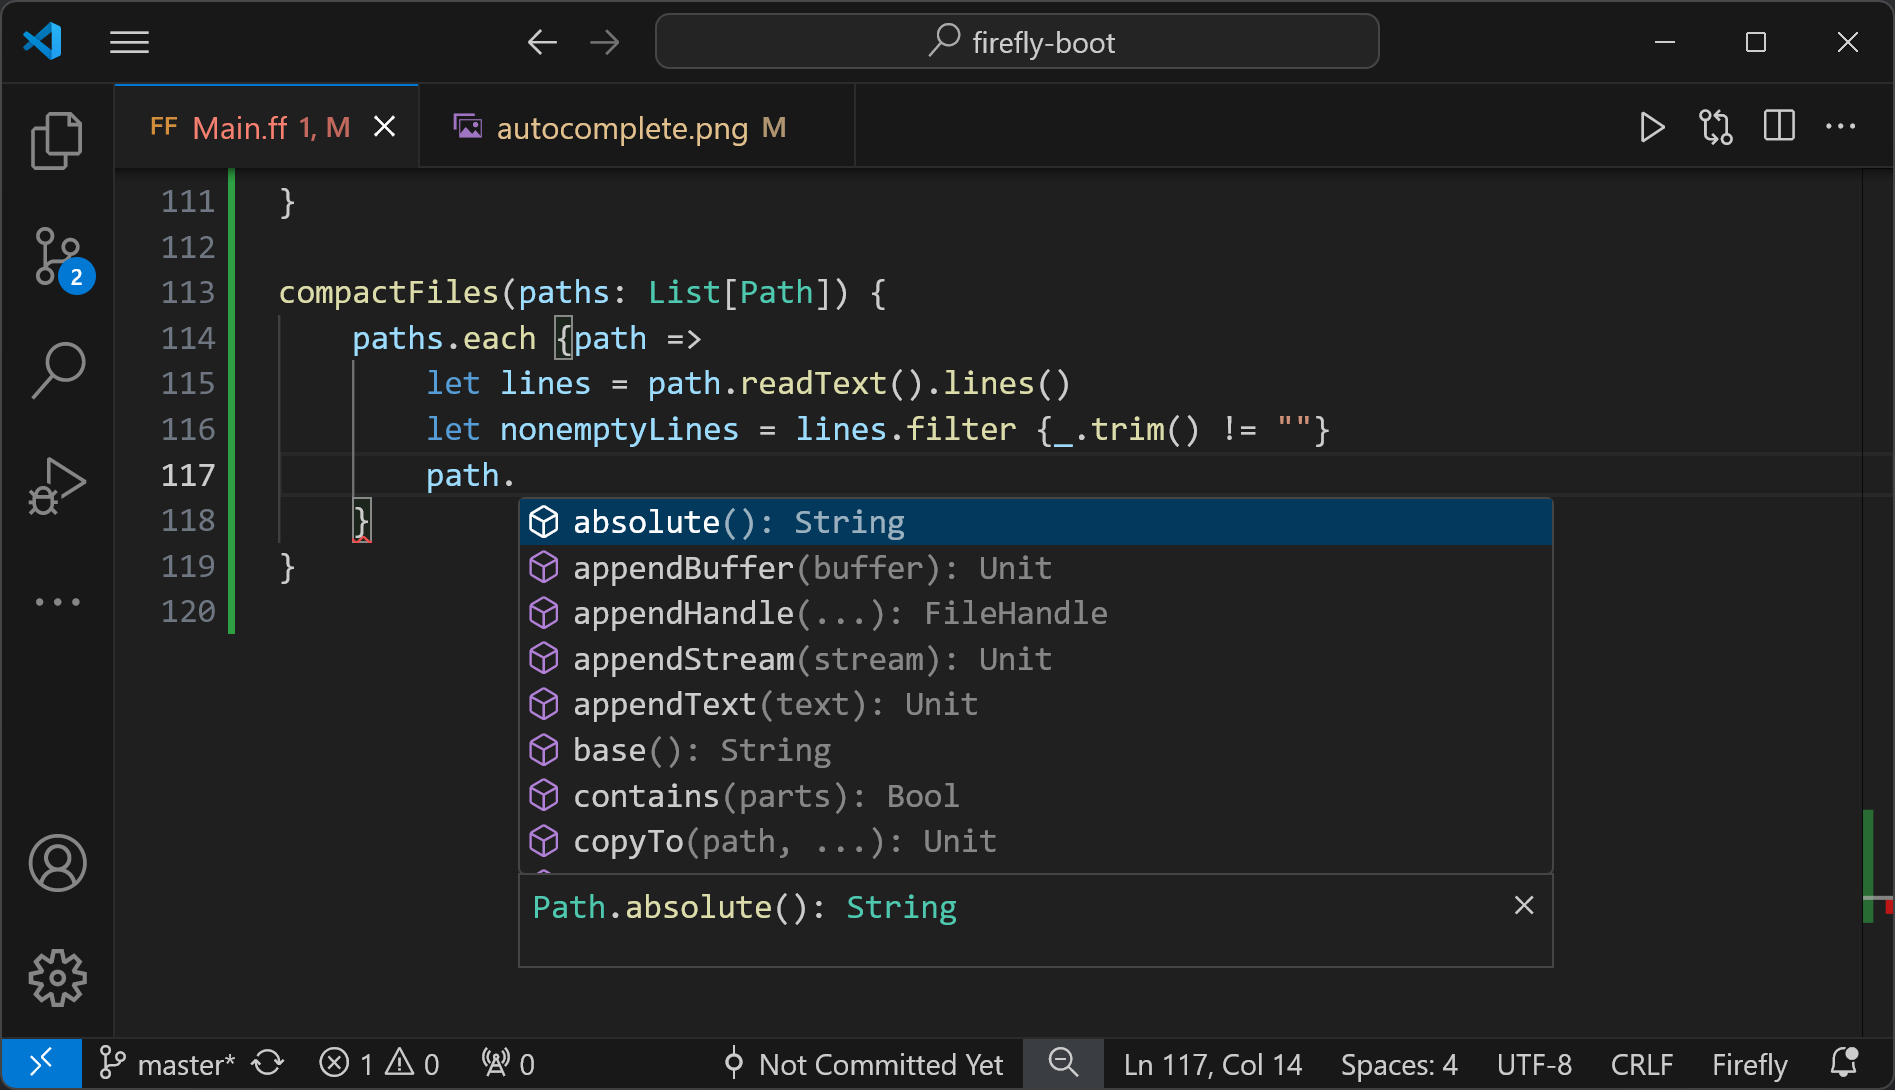 firefly-boot
FF Main.ff 1, M
autocomplete.png M
111 }
112
113 compactFiles(paths: List[Path]) {
114 paths.each {path =>
115 let lines = path.readText().lines()
116 let nonemptyLines = lines.filter {_.trim() != ""}
117 path.
118 }
119 }
120
2
absolute(): String
appendBuffer(buffer): Unit
appendHandle(...): FileHandle
appendStream(stream): Unit
appendText(text): Unit
base(): String
contains(parts): Bool
copyTo(path, ...): Unit
Path.absolute(): String
master* 1 0 0 Not Committed Yet Ln 117, Col 14 Spaces: 4 UTF-8 CRLF Firefly